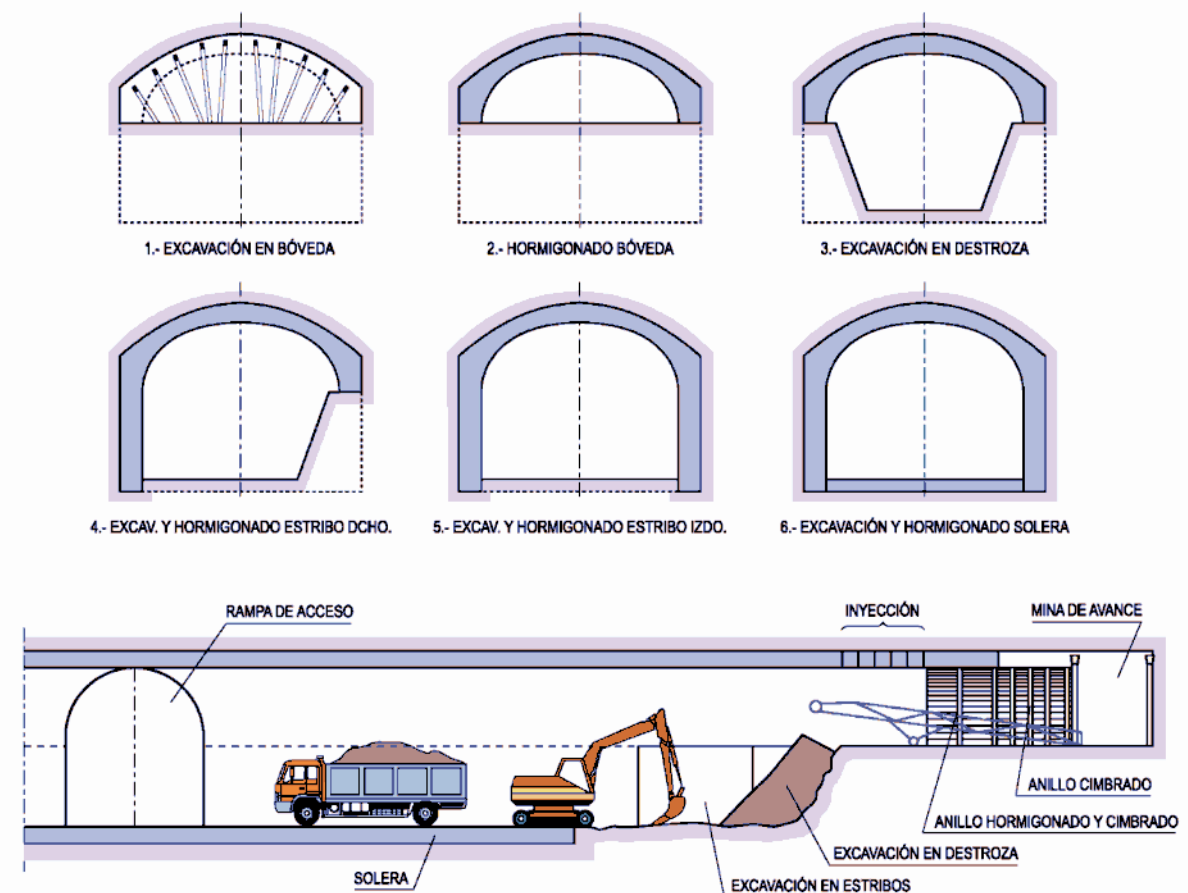 1.- EXCAVACIÓN EN BÓVEDA
2.- HORMIGONADO BÓVEDA
3.- EXCAVACIÓN EN DESTROZA
4.- EXCAV. Y HORMIGONADO ESTRIBO DCHO.
5.- EXCAV. Y HORMIGONADO ESTRIBO IZDO.
6.- EXCAVACIÓN Y HORMIGONADO SOLERA
RAMPA DE ACCESO
INYECCIÓN
MINA DE AVANCE
ANILLO CIMBRADO
ANILLO HORMIGONADO Y CIMBRADO
EXCAVACIÓN EN DESTROZA
SOLERA
EXCAVACIÓN EN ESTRIBOS